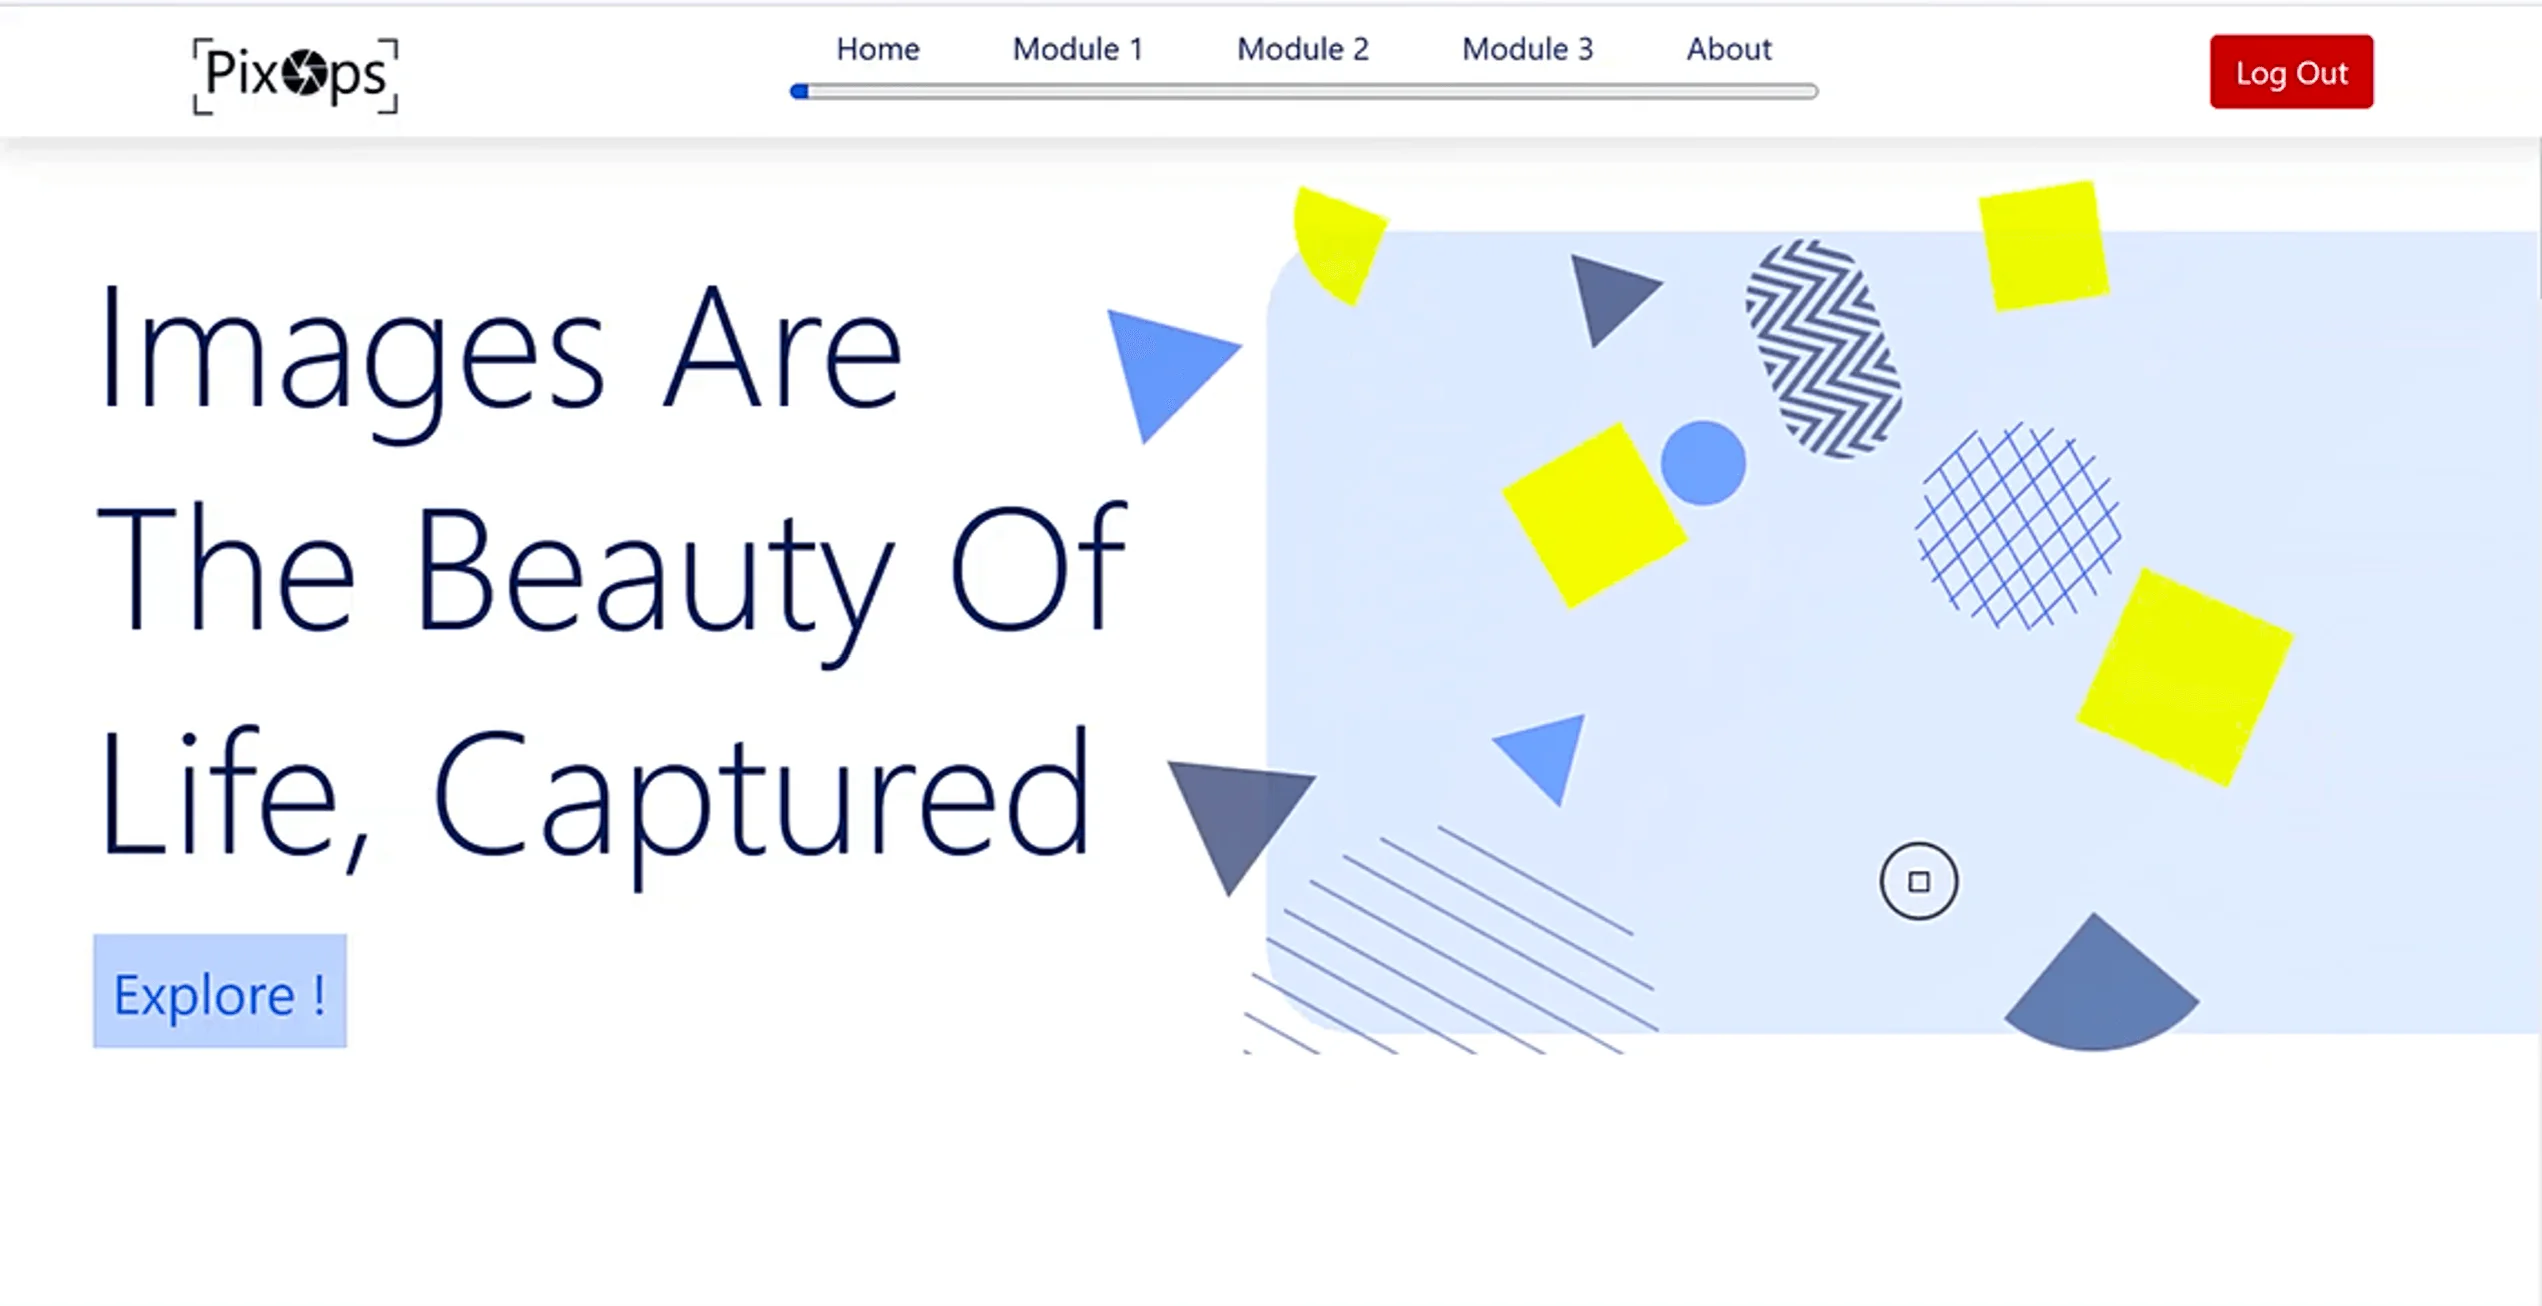 PixOps
Home Module 1 Module 2 Module 3 About
Log Out
Images Are
The Beauty Of
Life, Captured
Explore !